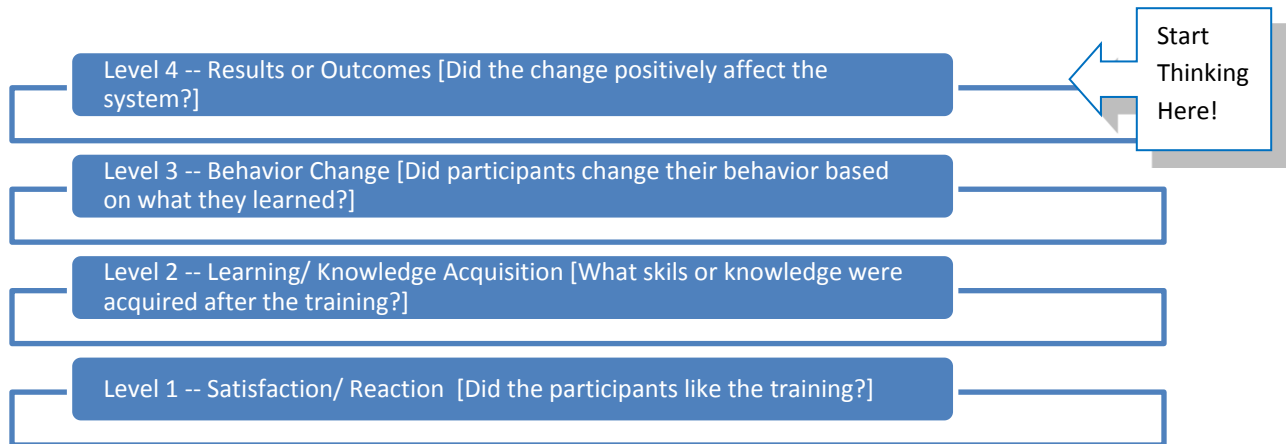 Start
Thinking
Here!
Level 4 -- Results or Outcomes [Did the change positively affect the
system?]
Level 3 -- Behavior Change [Did participants change their behavior based
on what they learned?]
Level 2 -- Learning/ Knowledge Acquisition [What skils or knowledge were
acquired after the training?]
Level 1 -- Satisfaction/ Reaction  [Did the participants like the training?]